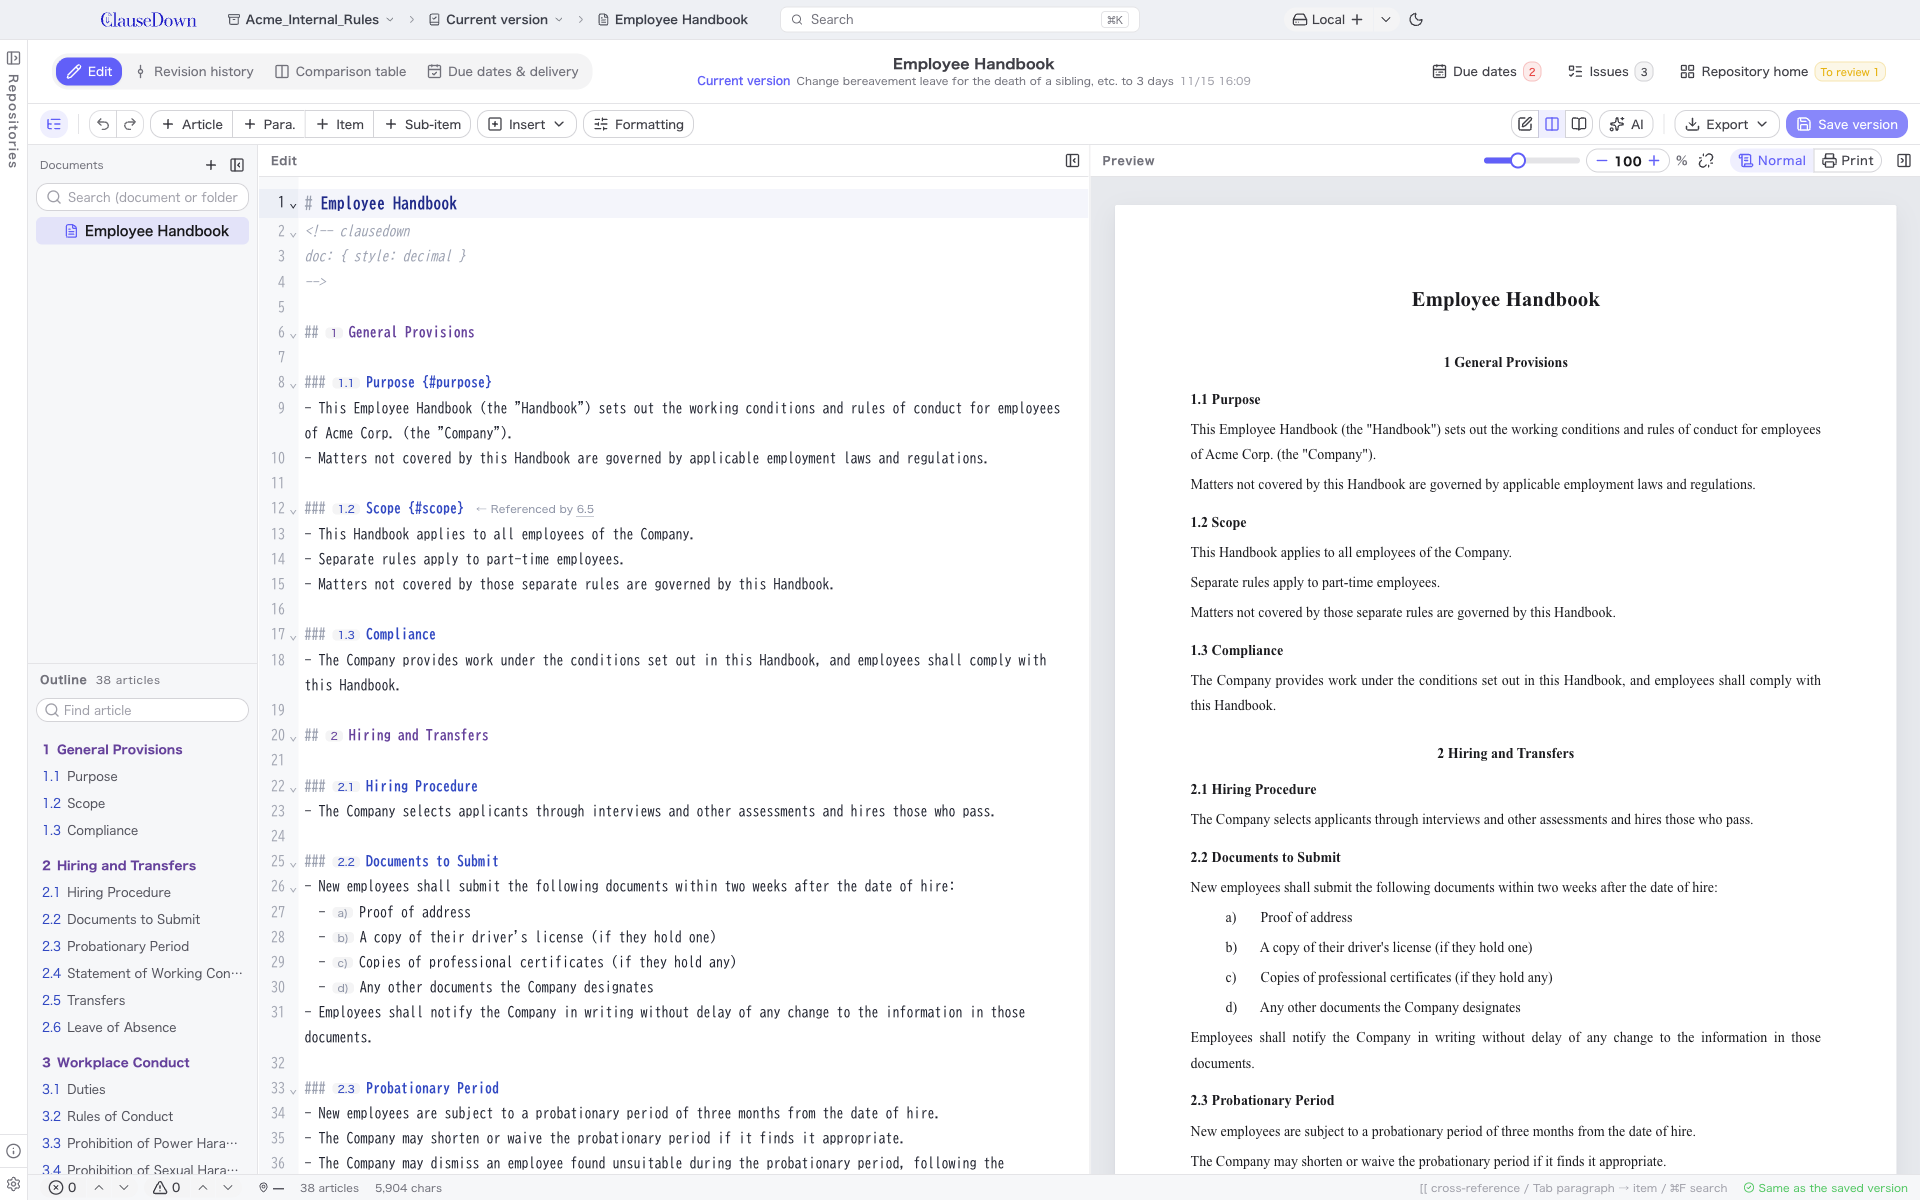 ClauseDown
Acme_Internal_Rules
Current version
Employee Handbook
Search
⌘K
Local
Repositories
Edit
Revision history
Comparison table
Due dates & delivery
Employee Handbook
Current version Change bereavement leave for the death of a sibling, etc. to 3 days 11/15 16:09
Due dates 2
Issues 3
Repository home To review 1
+ Article
+ Para.
+ Item
+ Sub-item
Insert
Formatting
AI
Export
Save version
Documents
Search (document or folder
Employee Handbook
Outline 38 articles
Find article
1 General Provisions
1.1 Purpose
1.2 Scope
1.3 Compliance
2 Hiring and Transfers
2.1 Hiring Procedure
2.2 Documents to Submit
2.3 Probationary Period
2.4 Statement of Working Con···
2.5 Transfers
2.6 Leave of Absence
3 Workplace Conduct
3.1 Duties
3.2 Rules of Conduct
3.3 Prohibition of Power Hara···
3.4 Prohibition of Sexual Hara···
Edit
1 # Employee Handbook
2 <!-- clausedown
3 doc: { style: decimal }
4 -->
5
6 ## 1 General Provisions
7
8 ### 1.1 Purpose {#purpose}
9 - This Employee Handbook (the "Handbook") sets out the working conditions and rules of conduct for employees
of Acme Corp. (the "Company").
10 - Matters not covered by this Handbook are governed by applicable employment laws and regulations.
11
12 ### 1.2 Scope {#scope} ← Referenced by 6.5
13 - This Handbook applies to all employees of the Company.
14 - Separate rules apply to part-time employees.
15 - Matters not covered by those separate rules are governed by this Handbook.
16
17 ### 1.3 Compliance
18 - The Company provides work under the conditions set out in this Handbook, and employees shall comply with
this Handbook.
19
20 ## 2 Hiring and Transfers
21
22 ### 2.1 Hiring Procedure
23 - The Company selects applicants through interviews and other assessments and hires those who pass.
24
25 ### 2.2 Documents to Submit
26 - New employees shall submit the following documents within two weeks after the date of hire:
27 - a) Proof of address
28 - b) A copy of their driver's license (if they hold one)
29 - c) Copies of professional certificates (if they hold any)
30 - d) Any other documents the Company designates
31 - Employees shall notify the Company in writing without delay of any change to the information in those
documents.
32
33 ### 2.3 Probationary Period
34 - New employees are subject to a probationary period of three months from the date of hire.
35 - The Company may shorten or waive the probationary period if it finds it appropriate.
36 - The Company may dismiss an employee found unsuitable during the probationary period, following the
Preview
− 100 + %
Normal
Print
Employee Handbook
1 General Provisions
1.1 Purpose
This Employee Handbook (the "Handbook") sets out the working conditions and rules of conduct for employees
of Acme Corp. (the "Company").
Matters not covered by this Handbook are governed by applicable employment laws and regulations.
1.2 Scope
This Handbook applies to all employees of the Company.
Separate rules apply to part-time employees.
Matters not covered by those separate rules are governed by this Handbook.
1.3 Compliance
The Company provides work under the conditions set out in this Handbook, and employees shall comply with
this Handbook.
2 Hiring and Transfers
2.1 Hiring Procedure
The Company selects applicants through interviews and other assessments and hires those who pass.
2.2 Documents to Submit
New employees shall submit the following documents within two weeks after the date of hire:
a) Proof of address
b) A copy of their driver's license (if they hold one)
c) Copies of professional certificates (if they hold any)
d) Any other documents the Company designates
Employees shall notify the Company in writing without delay of any change to the information in those
documents.
2.3 Probationary Period
New employees are subject to a probationary period of three months from the date of hire.
The Company may shorten or waive the probationary period if it finds it appropriate.
0
0
—
38 articles
5,904 chars
[[ cross-reference / Tab paragraph → item / ⌘F search
Same as the saved version